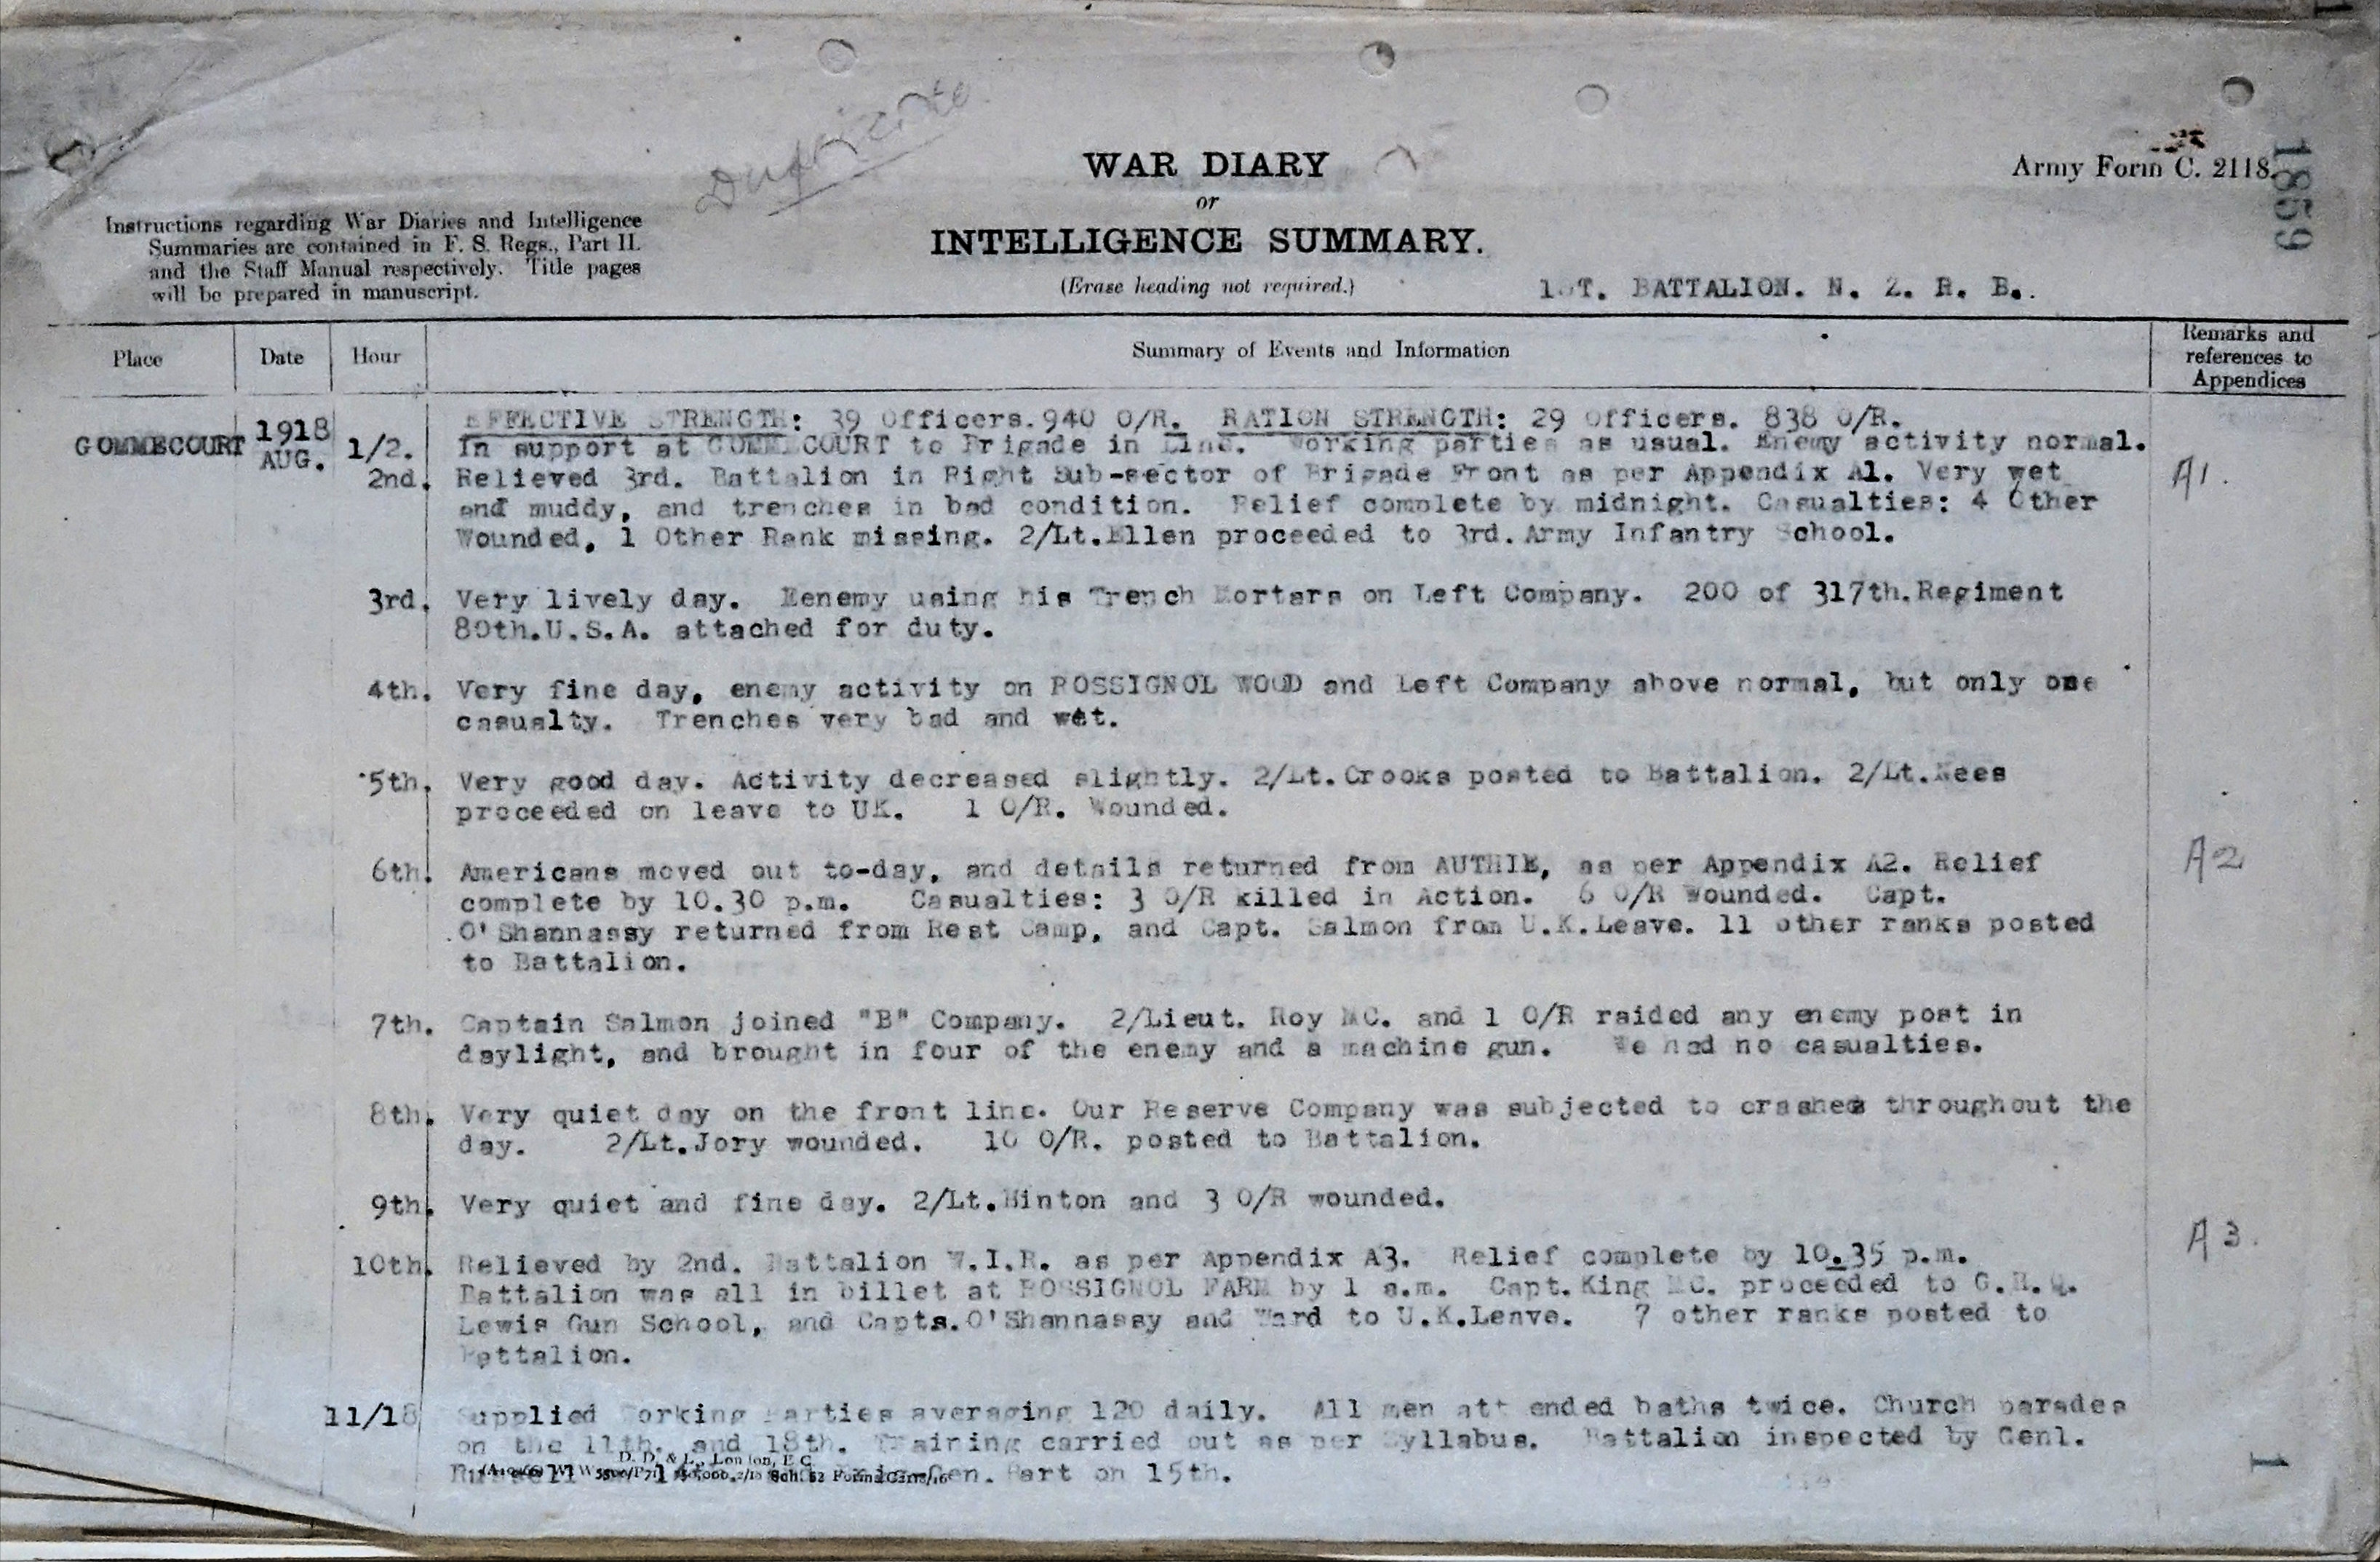 Duplicate
WAR DIARY
or
INTELLIGENCE SUMMARY.
(Erase heading not required.)
Army Form C. 2118.
1859
Instructions regarding War Diaries and Intelligence
Summaries are contained in F. S. Regs., Part II.
and the Staff Manual respectively. Title pages
will be prepared in manuscript.
1ST. BATTALION. N. Z. R. B..
Place Date Hour Summary of Events and Information Remarks and references to Appendices
EFFECTIVE STRENGTH: 39 Officers. 940 O/R. RATION STRENGTH: 29 Officers. 838 O/R.
GOMMECOURT 1918 AUG. 1/2. In support at GOMMECOURT to Brigade in Line. Working parties as usual. Enemy activity normal.
2nd. Relieved 3rd. Battalion in Right Sub-sector of Brigade Front as per Appendix A1. Very wet A1.
and muddy, and trenches in bad condition. Relief complete by midnight. Casualties: 4 Other
Wounded, 1 Other Rank missing. 2/Lt.Ellen proceeded to 3rd.Army Infantry School.
3rd. Very lively day. Eenemy using his Trench Mortars on Left Company. 200 of 317th.Regiment
80th.U.S.A. attached for duty.
4th. Very fine day, enemy activity on ROSSIGNOL WOOD and Left Company above normal, but only one
casualty. Trenches very bad and wet.
5th. Very good day. Activity decreased slightly. 2/Lt.Crooks posted to Battalion. 2/Lt.
proceeded on leave to UK. 1 O/R. Wounded.
6th. Americans moved out to-day, and details returned from AUTHIE, as per Appendix A2. Relief A2
complete by 10.30 p.m. Casualties: 3 O/R killed in Action. 6 O/R Wounded. Capt.
O'Shannassy returned from Rest Camp, and Capt. Salmon from U.K.Leave. 11 other ranks posted
to Battalion.
7th. Captain Salmon joined "B" Company. 2/Lieut. Roy MC. and 1 O/R raided any enemy post in
daylight, and brought in four of the enemy and a machine gun. We had no casualties.
8th. Very quiet day on the front line. Our Reserve Company was subjected to crashes throughout the
day. 2/Lt.Jory wounded. 10 O/R. posted to Battalion.
9th. Very quiet and fine day. 2/Lt.Hinton and 3 O/R wounded.
10th. Relieved by 2nd. Battalion W.I.R. as per Appendix A3. Relief complete by 10.35 p.m. A3.
Battalion was all in billet at ROSSIGNOL FARM by 1 a.m. Capt.King MC. proceeded to G.H.Q.
Lewis Gun School, and Capts.O'Shannassy and Ward to U.K.Leave. 7 other ranks posted to
Battalion.
11/18 Supplied Working Parties averaging 120 daily. All men att ended baths twice. Church parades
on the 11th. and 18th. Training carried out as per Syllabus. Battalion inspected by Genl.
Gen. Hart on 15th.
D. D. & L., London, E.C.
1